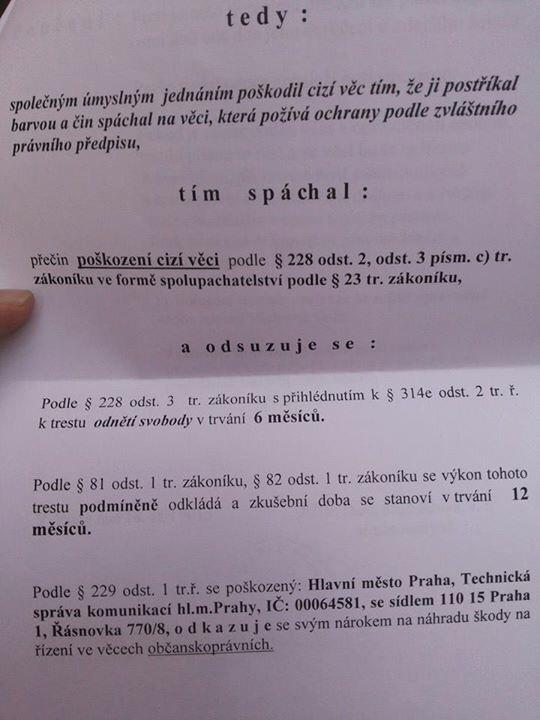 t e d y :
společným úmyslným jednáním poškodil cizí věc tím, že ji postříkal
barvou a čin spáchal na věci, která požívá ochrany podle zvláštního
právního předpisu,
t í m   s p á c h a l :
přečin poškození cizí věci podle § 228 odst. 2, odst. 3 písm. c) tr.
zákoníku ve formě spolupachatelství podle § 23 tr. zákoníku,
a   o d s u z u j e   s e :
Podle § 228 odst. 3 tr. zákoníku s přihlédnutím k § 314e odst. 2 tr. ř.
k trestu odnětí svobody v trvání 6 měsíců.
Podle § 81 odst. 1 tr. zákoníku, § 82 odst. 1 tr. zákoníku se výkon tohoto
trestu podmíněně odkládá a zkušební doba se stanoví v trvání 12
měsíců.
Podle § 229 odst. 1 tr.ř. se poškozený: Hlavní město Praha, Technická
správa komunikací hl.m.Prahy, IČ: 00064581, se sídlem 110 15 Praha
1, Řásnovka 770/8, o d k a z u j e se svým nárokem na náhradu škody na
řízení ve věcech občanskoprávních.